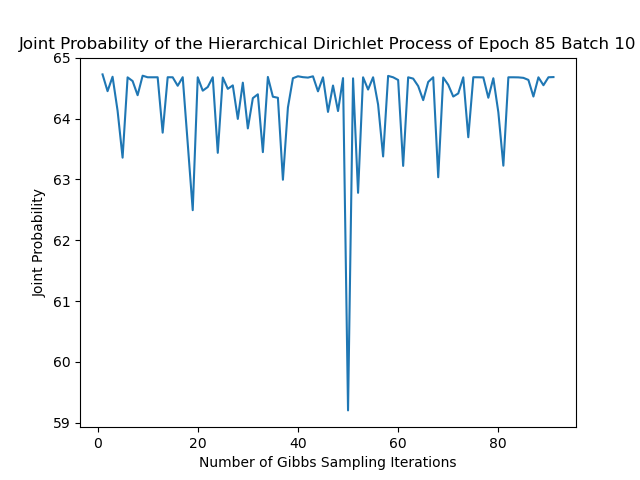 Joint Probability of the Hierarchical Dirichlet Process of Epoch 85 Batch 10
65
64
63
62
61
60
59
Joint Probability
0 20 40 60 80
Number of Gibbs Sampling Iterations